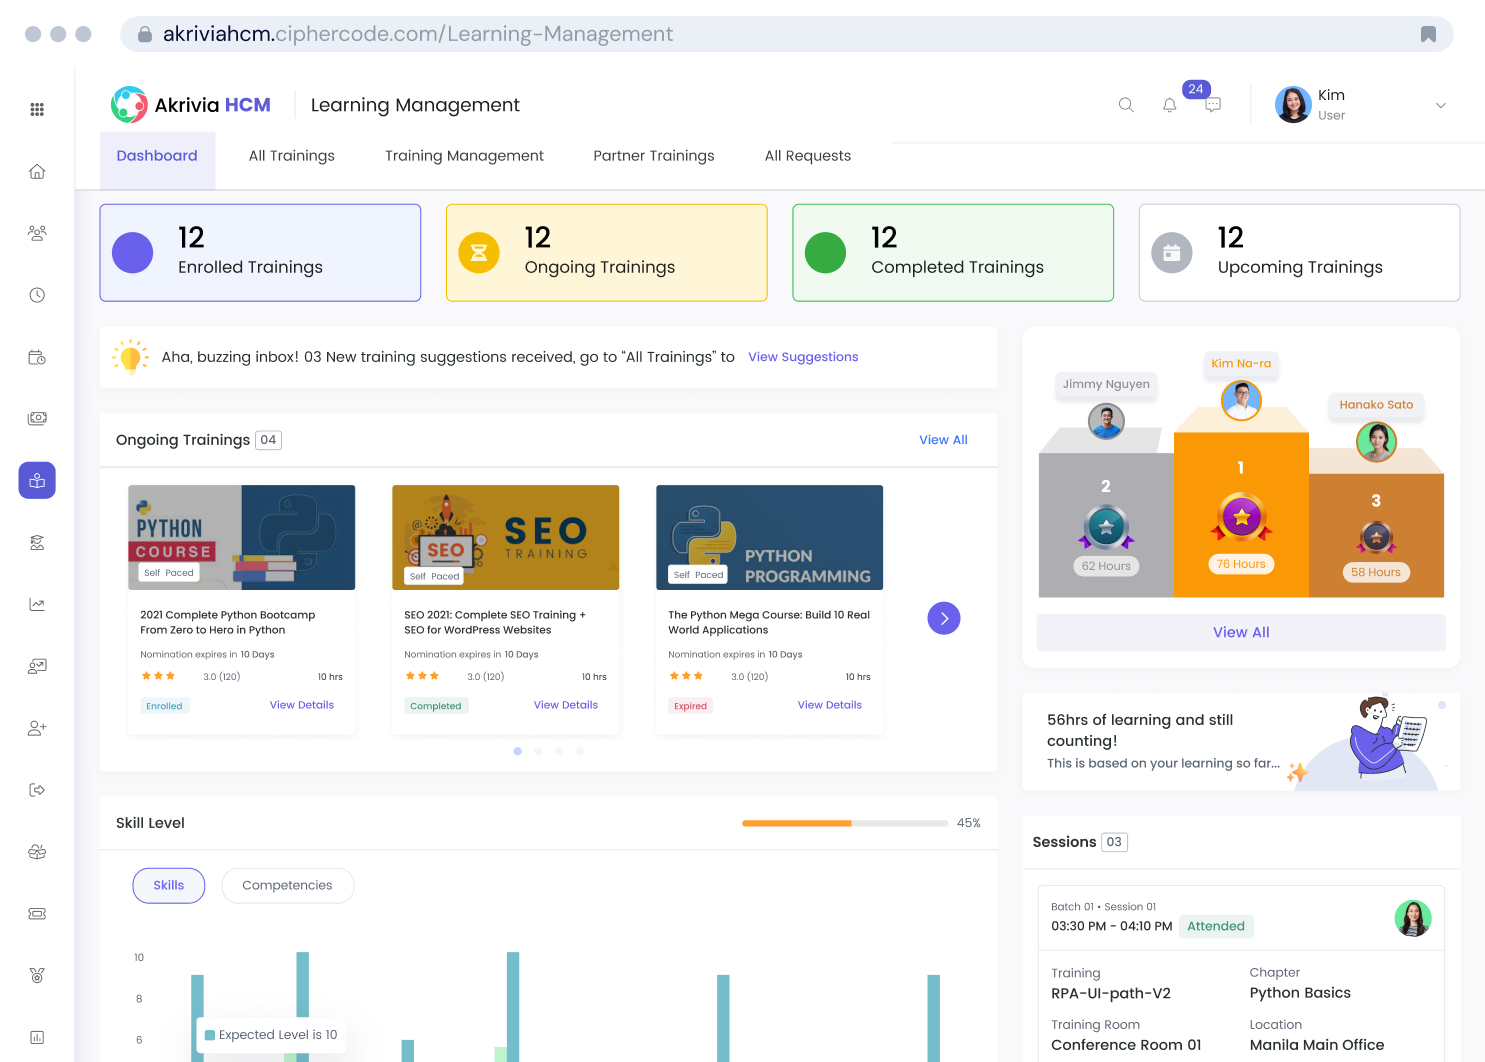 akriviahcm.ciphercode.com/Learning-Management
Akrivia HCM
Learning Management
24
Kim
User
Dashboard
All Trainings
Training Management
Partner Trainings
All Requests
12
Enrolled Trainings
12
Ongoing Trainings
12
Completed Trainings
12
Upcoming Trainings
Aha, buzzing inbox! 03 New training suggestions received, go to “All Trainings” to View Suggestions
Ongoing Trainings 04
View All
PYTHON
COURSE
Self Paced
2021 Complete Python Bootcamp
From Zero to Hero in Python
Nomination expires in 10 Days
3.0 (120)
10 hrs
Enrolled
View Details
SEO
SEO
TRAINING
Self Paced
SEO 2021: Complete SEO Training +
SEO for WordPress Websites
Nomination expires in 10 Days
3.0 (120)
10 hrs
Completed
View Details
PYTHON
PROGRAMMING
Self Paced
The Python Mega Course: Build 10 Real
World Applications
Nomination expires in 10 Days
3.0 (120)
10 hrs
Expired
View Details
Jimmy Nguyen
2
62 Hours
Kim Na-ra
1
76 Hours
Hanako Sato
3
58 Hours
View All
56hrs of learning and still
counting!
This is based on your learning so far...
Skill Level
45%
Skills
Competencies
10
8
6
Expected Level is 10
Sessions 03
Batch 01 • Session 01
03:30 PM - 04:10 PM Attended
Training
RPA-UI-path-V2
Chapter
Python Basics
Training Room
Conference Room 01
Location
Manila Main Office